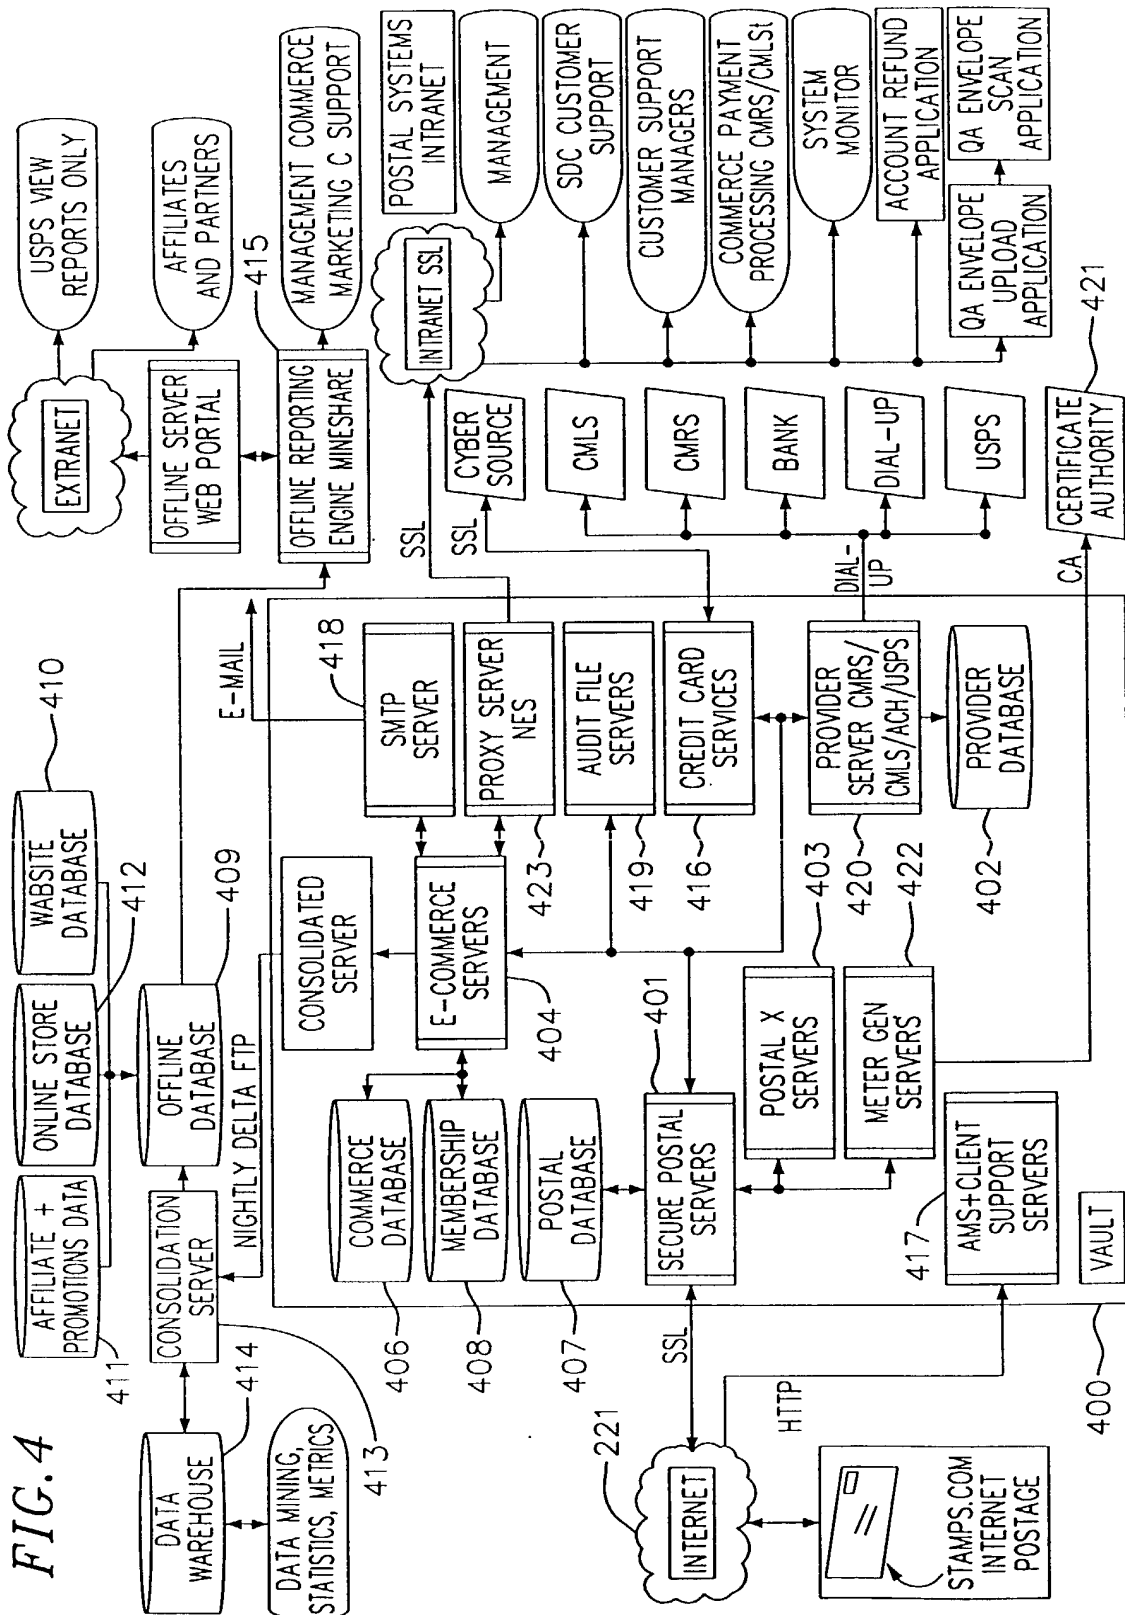 FIG. 4
USPS VIEW
REPORTS ONLY
AFFILIATES
AND PARTNERS
415
MANAGEMENT COMMERCE
MARKETING C SUPPORT
EXTRANET
OFFLINE SERVER
WEB PORTAL
OFFLINE REPORTING
ENGINE MINESHARE
POSTAL SYSTEMS
INTRANET
INTRANET SSL
MANAGEMENT
SDC CUSTOMER
SUPPORT
CUSTOMER SUPPORT
MANAGERS
COMMERCE PAYMENT
PROCESSING CMRS/CMLSt
SYSTEM
MONITOR
ACCOUNT REFUND
APPLICATION
QA ENVELOPE
UPLOAD
APPLICATION
QA ENVELOPE
SCAN
APPLICATION
SSL
SSL
CYBER
SOURCE
CMLS
CMRS
BANK
DIAL-UP
USPS
421
CERTIFICATE
AUTHORITY
CA
DIAL-
UP
410
WABSITE
DATABASE
412
ONLINE STORE
DATABASE
AFFILIATE +
PROMOTIONS DATA
411
409
OFFLINE
DATABASE
CONSOLIDATION
SERVER
413
414
DATA
WAREHOUSE
DATA MINING,
STATISTICS, METRICS
NIGHTLY DELTA FTP
E-MAIL
418
SMTP
SERVER
PROXY SERVER
NES
423
AUDIT FILE
SERVERS
419
CREDIT CARD
SERVICES
416
PROVIDER
SERVER CMRS/
CMLS/ACH/USPS
420
PROVIDER
DATABASE
402
CONSOLIDATED
SERVER
E-COMMERCE
SERVERS
404
COMMERCE
DATABASE
406
MEMBERSHIP
DATABASE
408
POSTAL
DATABASE
407
401
SECURE POSTAL
SERVERS
403
POSTAL X
SERVERS
422
METER GEN
SERVERS
417
AMS+CLIENT
SUPPORT
SERVERS
VAULT
400
SSL
HTTP
221
INTERNET
STAMPS.COM
INTERNET
POSTAGE